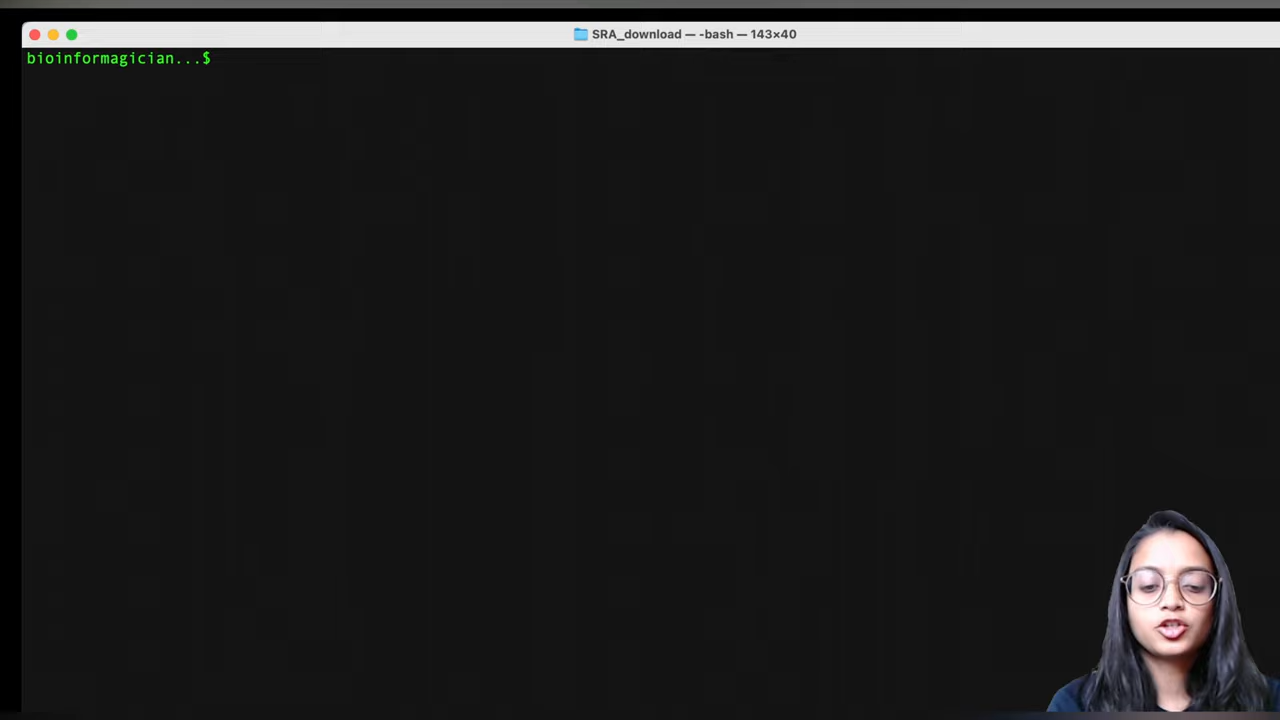 SRA_download — -bash — 143×40
bioinformagician...$